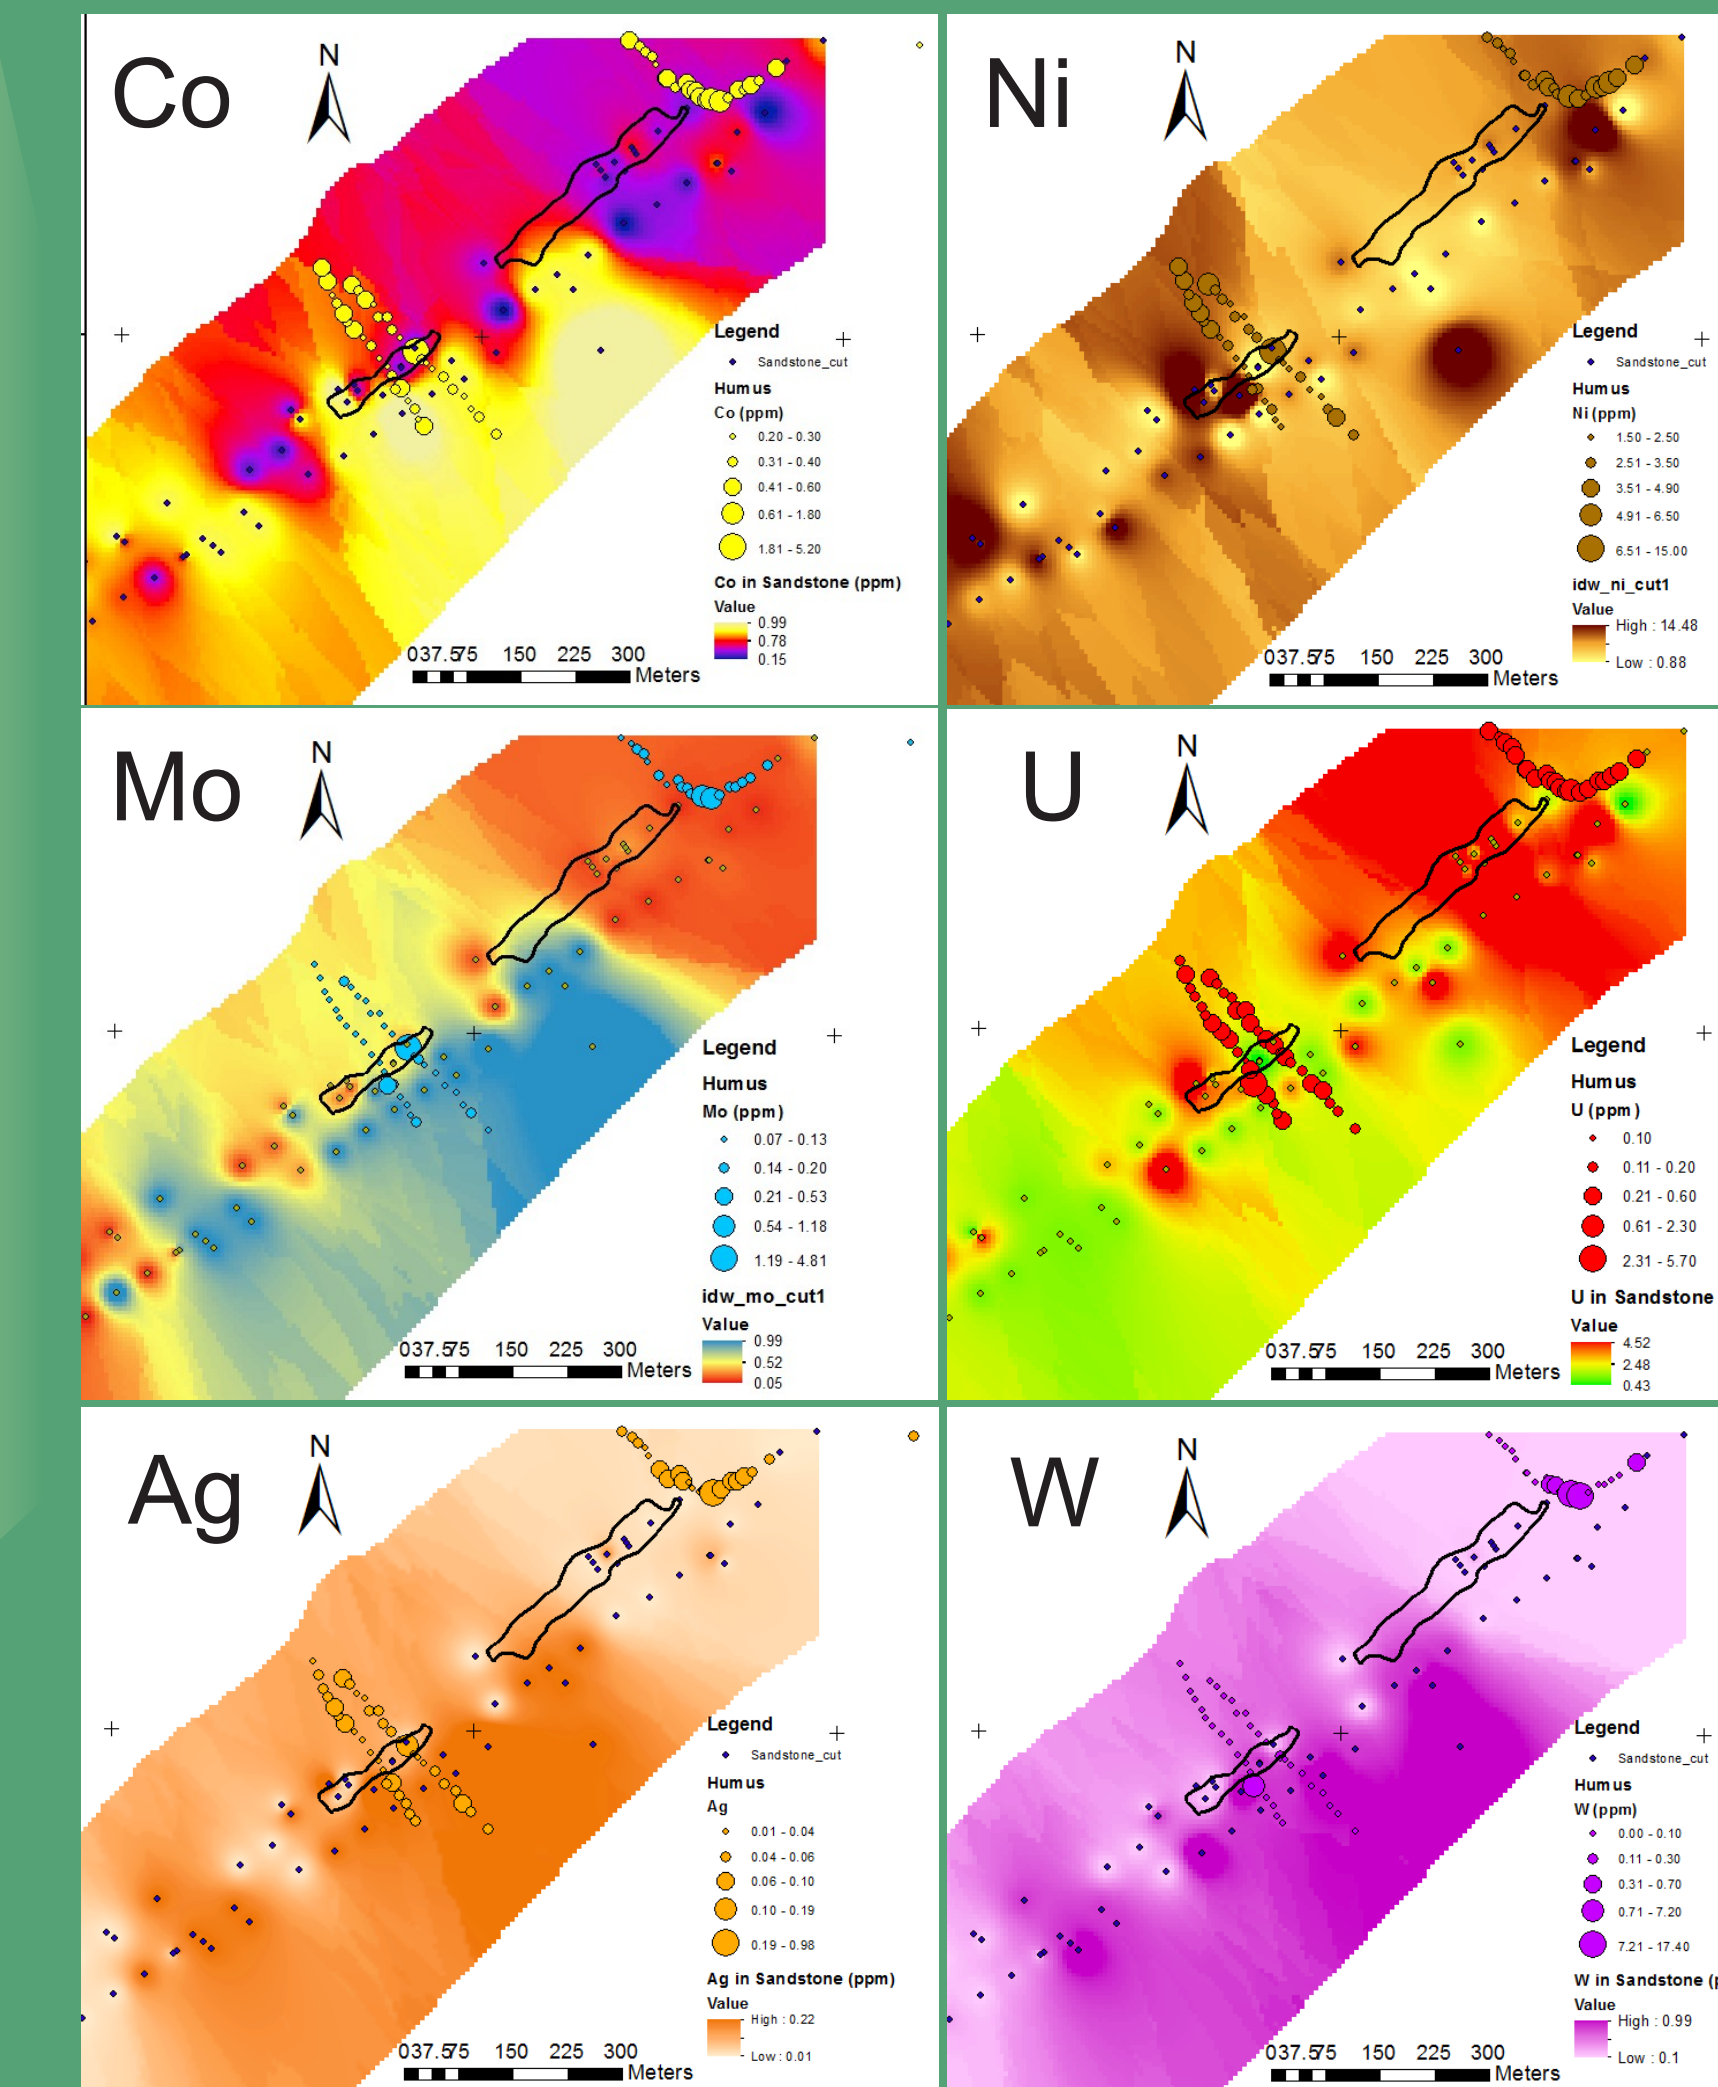 Co
N
Legend
Sandstone_cut
Humus
Co (ppm)
0.20 - 0.30
0.31 - 0.40
0.41 - 0.60
0.61 - 1.80
1.81 - 5.20
Co in Sandstone (ppm)
Value
0.99
0.78
0.15
037.575 150 225 300
Meters
Ni
N
Legend
Sandstone_cut
Humus
Ni (ppm)
1.50 - 2.50
2.51 - 3.50
3.51 - 4.90
4.91 - 6.50
6.51 - 15.00
idw_ni_cut1
Value
High : 14.48
Low : 0.88
037.575 150 225 300
Meters
Mo
N
Legend
Humus
Mo (ppm)
0.07 - 0.13
0.14 - 0.20
0.21 - 0.53
0.54 - 1.18
1.19 - 4.81
idw_mo_cut1
Value
0.99
0.52
0.05
037.575 150 225 300
Meters
U
N
Legend
Humus
U (ppm)
0.10
0.11 - 0.20
0.21 - 0.60
0.61 - 2.30
2.31 - 5.70
U in Sandstone
Value
4.52
2.48
0.43
037.575 150 225 300
Meters
Ag
N
Legend
Sandstone_cut
Humus
Ag
0.01 - 0.04
0.04 - 0.06
0.06 - 0.10
0.10 - 0.19
0.19 - 0.98
Ag in Sandstone (ppm)
Value
High : 0.22
Low : 0.01
037.575 150 225 300
Meters
W
N
Legend
Sandstone_cut
Humus
W (ppm)
0.00 - 0.10
0.11 - 0.30
0.31 - 0.70
0.71 - 7.20
7.21 - 17.40
W in Sandstone (
Value
High : 0.99
Low : 0.1
037.575 150 225 300
Meters